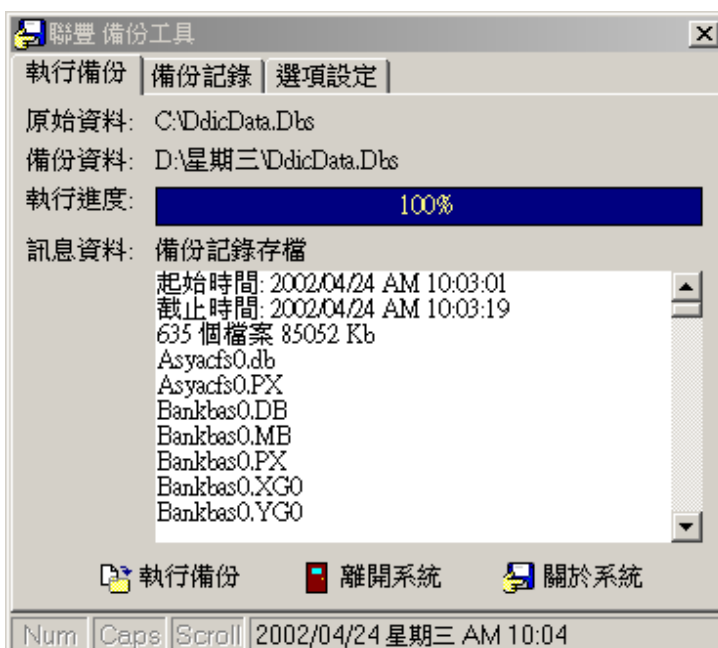 聯豐 備份工具
執行備份 備份記錄 選項設定
原始資料: C:\DdicData.Dbs
備份資料: D:\星期三\DdicData.Dbs
執行進度: 100%
訊息資料: 備份記錄存檔
起始時間: 2002/04/24 AM 10:03:01
截止時間: 2002/04/24 AM 10:03:19
635 個檔案 85052 Kb
Asyacfs0.db
Asyacfs0.PX
Bankbas0.DB
Bankbas0.MB
Bankbas0.PX
Bankbas0.XG0
Bankbas0.YG0
執行備份 離開系統 關於系統
Num Caps Scroll 2002/04/24 星期三 AM 10:04